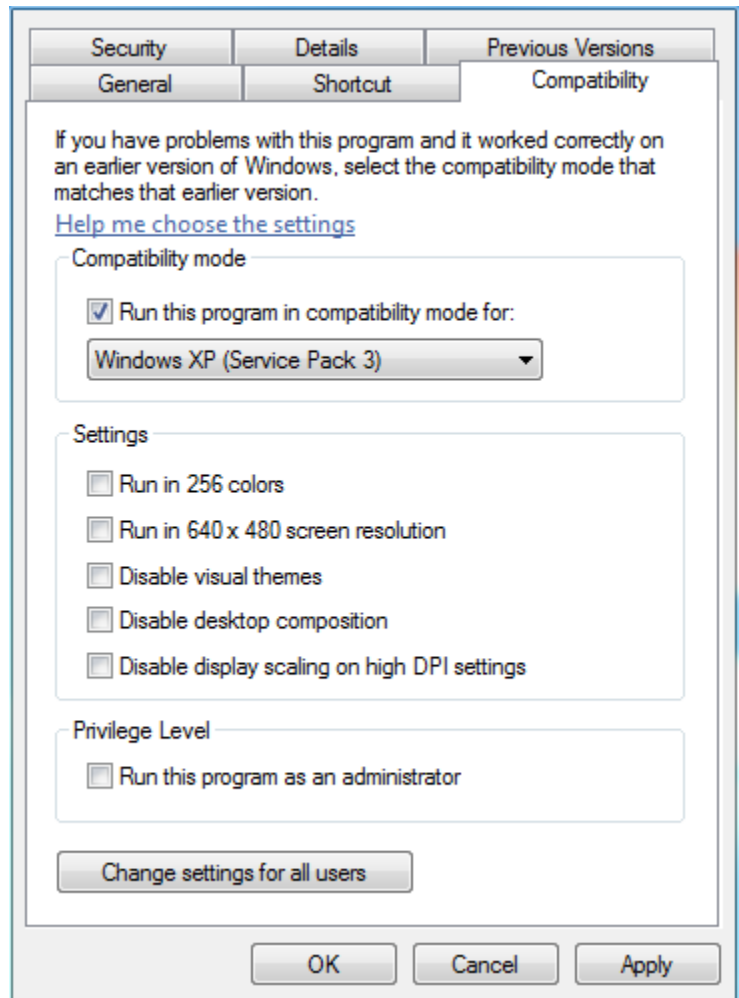 Security
Details
Previous Versions
General
Shortcut
Compatibility
If you have problems with this program and it worked correctly on
an earlier version of Windows, select the compatibility mode that
matches that earlier version.
Help me choose the settings
Compatibility mode
Run this program in compatibility mode for:
Windows XP (Service Pack 3)
Settings
Run in 256 colors
Run in 640 x 480 screen resolution
Disable visual themes
Disable desktop composition
Disable display scaling on high DPI settings
Privilege Level
Run this program as an administrator
Change settings for all users
OK
Cancel
Apply